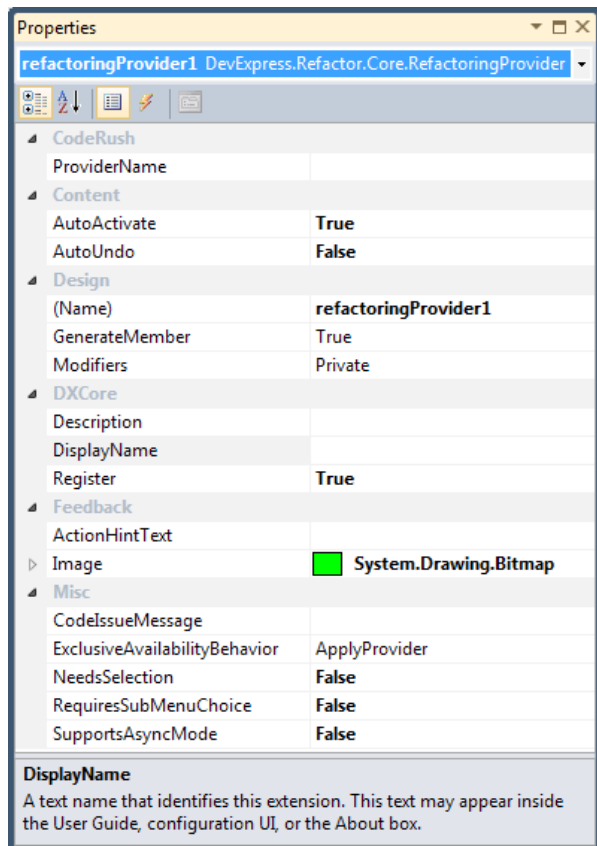 Properties
refactoringProvider1 DevExpress.Refactor.Core.RefactoringProvider
CodeRush
ProviderName
Content
AutoActivate True
AutoUndo False
Design
(Name) refactoringProvider1
GenerateMember True
Modifiers Private
DXCore
Description
DisplayName
Register True
Feedback
ActionHintText
Image System.Drawing.Bitmap
Misc
CodeIssueMessage
ExclusiveAvailabilityBehavior ApplyProvider
NeedsSelection False
RequiresSubMenuChoice False
SupportsAsyncMode False
DisplayName
A text name that identifies this extension. This text may appear inside
the User Guide, configuration UI, or the About box.